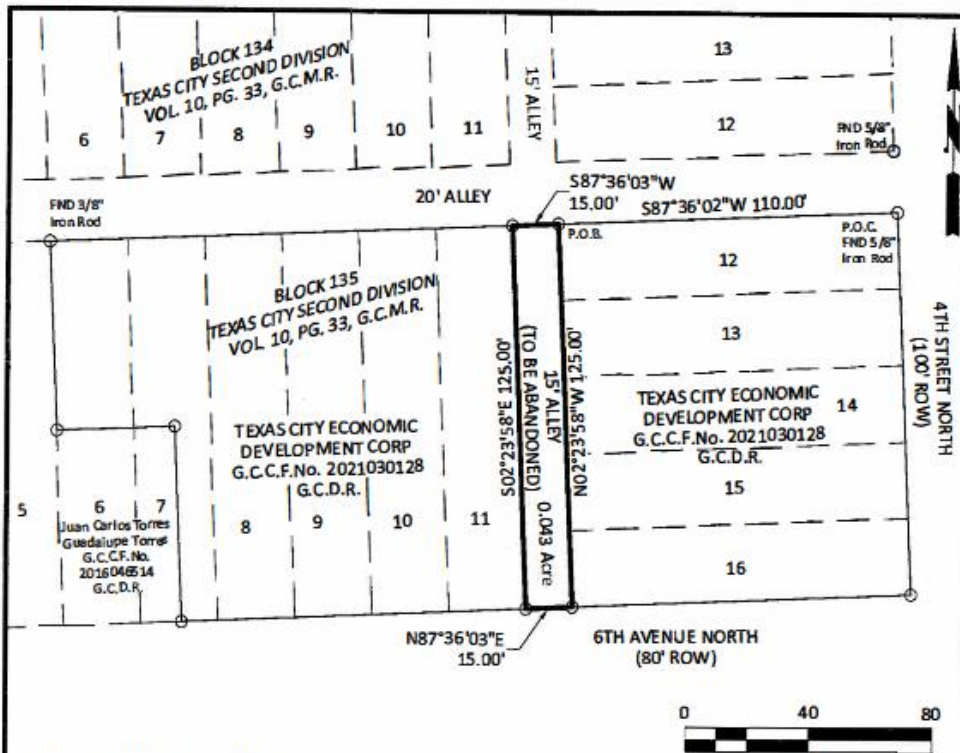 BLOCK 134
TEXAS CITY SECOND DIVISION
VOL. 10, PG. 33, G.C.M.R.
6
7
8
9
10
11
15' ALLEY
13
12
FND 5/8"
Iron Rod
N
FND 3/8"
Iron Rod
20' ALLEY
S87°36'03"W
15.00'
S87°36'02"W 110.00'
P.O.B.
P.O.C.
FND 5/8"
Iron Rod
BLOCK 135
TEXAS CITY SECOND DIVISION
VOL. 10, PG. 33, G.C.M.R.
12
13
14
15
16
4TH STREET NORTH
(100' ROW)
S02°23'58"E 125.00'
15' ALLEY
(TO BE ABANDONED)
0.043 Acre
N02°23'58"W 125.00'
TEXAS CITY ECONOMIC
DEVELOPMENT CORP
G.C.C.F.No. 2021030128
G.C.D.R.
TEXAS CITY ECONOMIC
DEVELOPMENT CORP
G.C.C.F.No. 2021030128
G.C.D.R.
5
6
7
8
9
10
11
Juan Carlos Torres
Guadalupe Torres
G.C.C.F.No.
2016046514
G.C.D.R.
N87°36'03"E
15.00'
6TH AVENUE NORTH
(80' ROW)
0
40
80